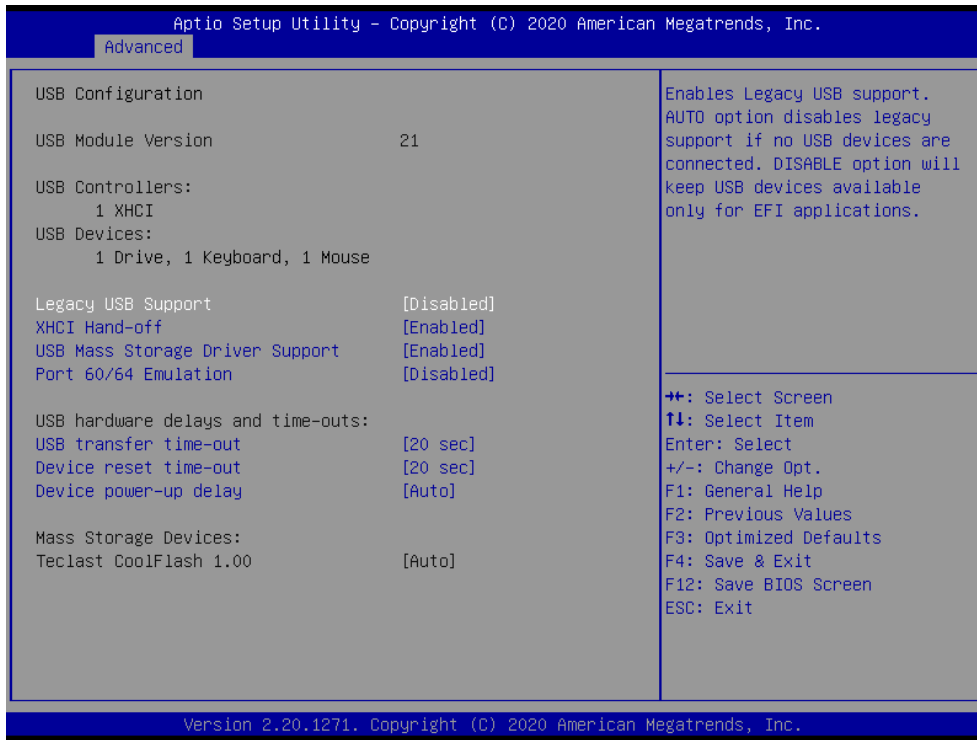 Aptio Setup Utility – Copyright (C) 2020 American Megatrends, Inc.
Advanced
USB Configuration
USB Module Version 21
USB Controllers:
1 XHCI
USB Devices:
1 Drive, 1 Keyboard, 1 Mouse
Legacy USB Support [Disabled]
XHCI Hand-off [Enabled]
USB Mass Storage Driver Support [Enabled]
Port 60/64 Emulation [Disabled]
USB hardware delays and time-outs:
USB transfer time-out [20 sec]
Device reset time-out [20 sec]
Device power-up delay [Auto]
Mass Storage Devices:
Teclast CoolFlash 1.00 [Auto]
Enables Legacy USB support.
AUTO option disables legacy
support if no USB devices are
connected. DISABLE option will
keep USB devices available
only for EFI applications.
→←: Select Screen
↑↓: Select Item
Enter: Select
+/-: Change Opt.
F1: General Help
F2: Previous Values
F3: Optimized Defaults
F4: Save & Exit
F12: Save BIOS Screen
ESC: Exit
Version 2.20.1271. Copyright (C) 2020 American Megatrends, Inc.